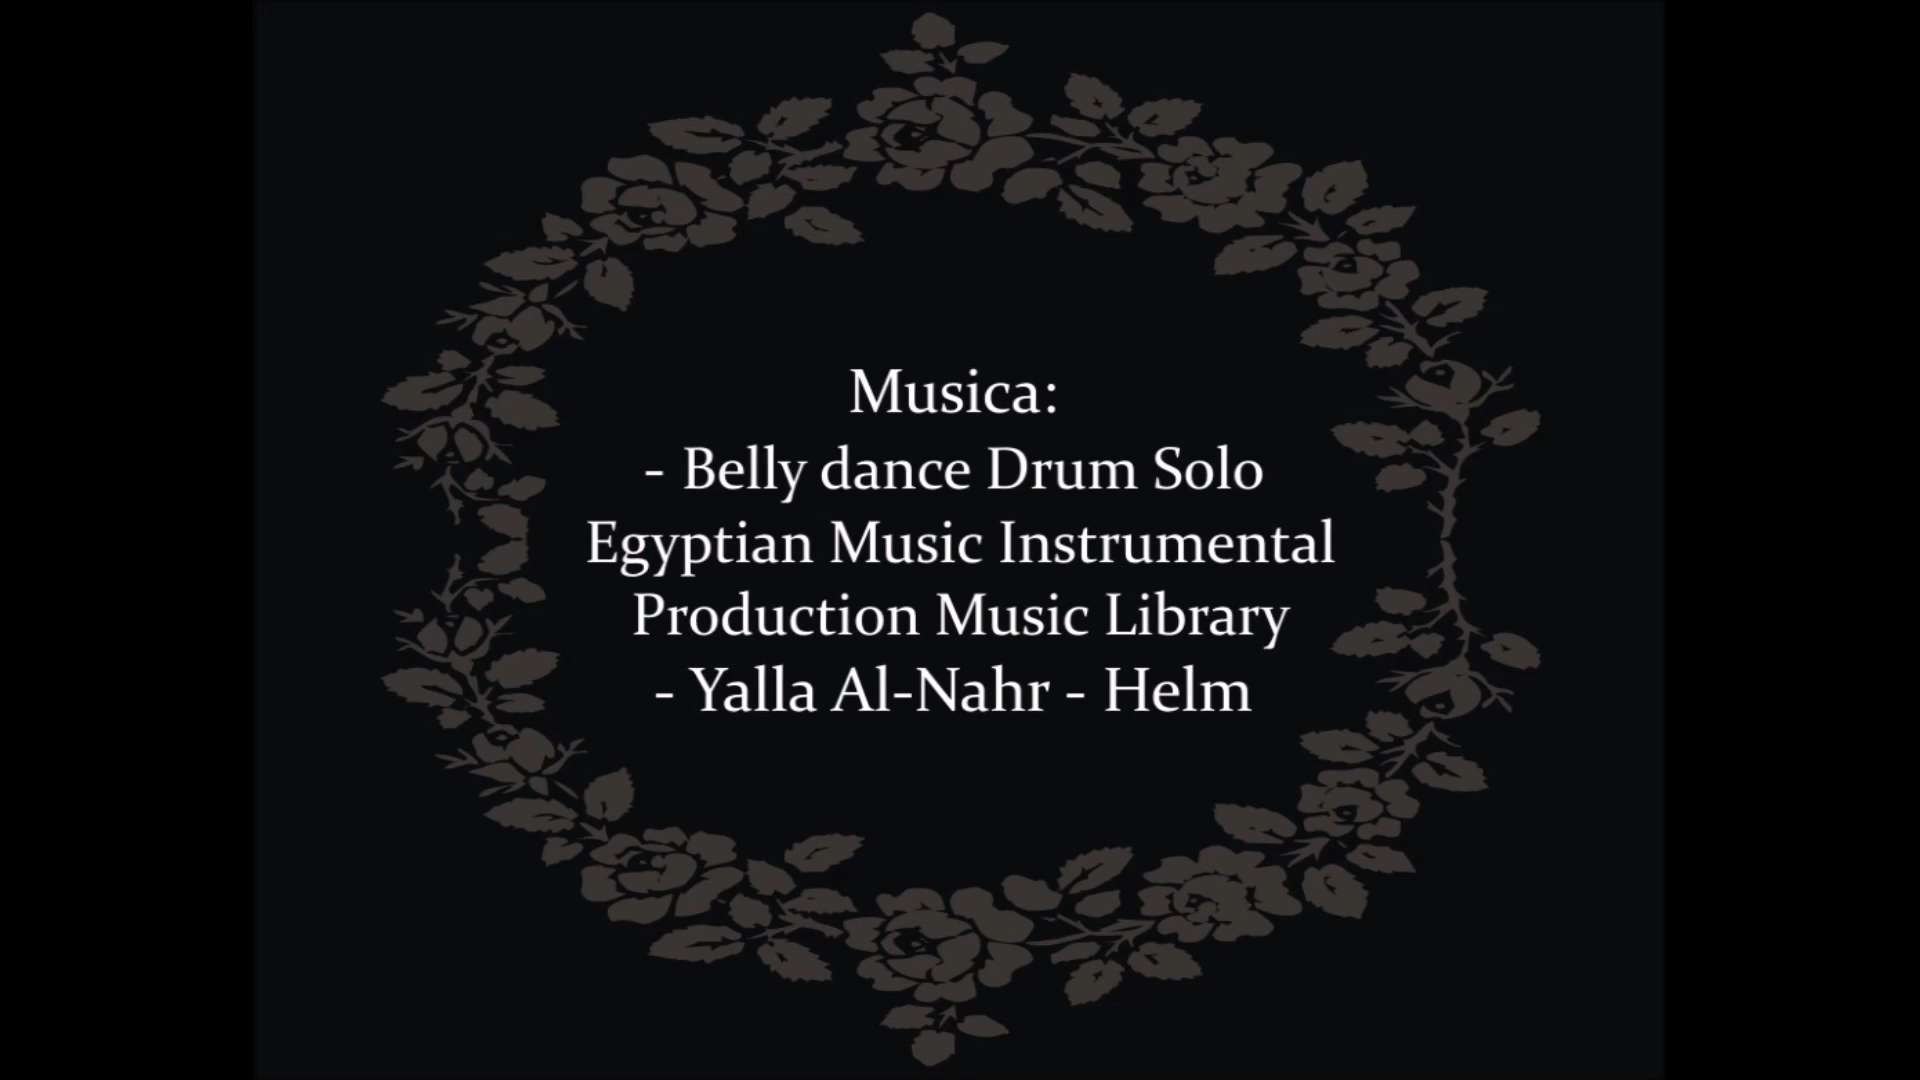 Musica:
- Belly dance Drum Solo
Egyptian Music Instrumental
Production Music Library
- Yalla Al-Nahr - Helm